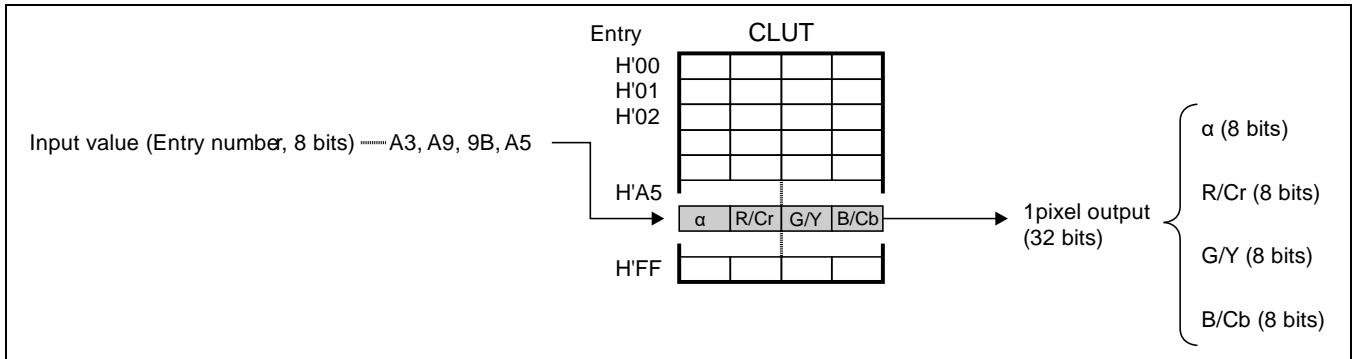 Entry CLUT
H'00
H'01
H'02
Input value (Entry number, 8 bits) A3, A9, 9B, A5
H'A5
α R/Cr G/Y B/Cb
H'FF
1pixel output
(32 bits)
α (8 bits)
R/Cr (8 bits)
G/Y (8 bits)
B/Cb (8 bits)